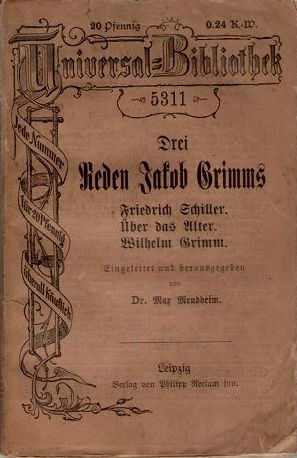 20 Pfennig 0.24 K.-W.
Universal-Bibliothek
5311
Jede Nummer
für 20 Pfennig
überall käuflich
Drei
Reden Jakob Grimms
Friedrich Schiller.
Über das Alter.
Wilhelm Grimm.
Eingeleitet und herausgegeben
von
Dr. Max Mendheim.
Leipzig
Verlag von Philipp Reclam jun.